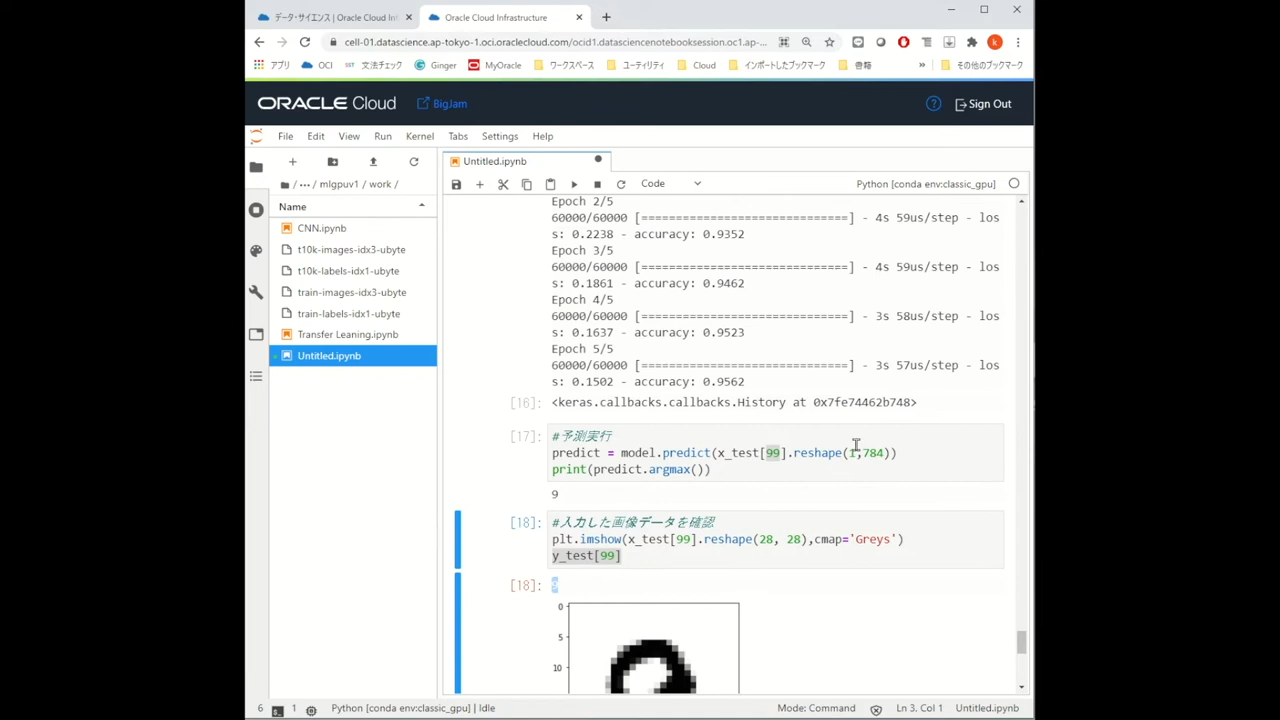 データ・サイエンス | Oracle Cloud Inf
Oracle Cloud Infrastructure
cell-01.datascience.ap-tokyo-1.oci.oraclecloud.com/ocid1.datasciencenotebooksession.oc1.ap-...
アプリ OCI 文法チェック Ginger MyOracle ワークスペース ユーティリティ Cloud インポートしたブックマーク 書籍 » その他のブックマーク
ORACLE Cloud BigJam ? Sign Out
File Edit View Run Kernel Tabs Settings Help
Untitled.ipynb
/ ··· / mlgpuv1 / work /
Code Python [conda env:classic_gpu]
Name
CNN.ipynb
t10k-images-idx3-ubyte
t10k-labels-idx1-ubyte
train-images-idx3-ubyte
train-labels-idx1-ubyte
Transfer Leaning.ipynb
Untitled.ipynb
Epoch 2/5
60000/60000 [==============================] - 4s 59us/step - los
s: 0.2238 - accuracy: 0.9352
Epoch 3/5
60000/60000 [==============================] - 4s 59us/step - los
s: 0.1861 - accuracy: 0.9462
Epoch 4/5
60000/60000 [==============================] - 3s 58us/step - los
s: 0.1637 - accuracy: 0.9523
Epoch 5/5
60000/60000 [==============================] - 3s 57us/step - los
s: 0.1502 - accuracy: 0.9562
[16]: <keras.callbacks.callbacks.History at 0x7fe74462b748>
[17]: #予測実行
predict = model.predict(x_test[99].reshape(1,784))
print(predict.argmax())
9
[18]: #入力した画像データを確認
plt.imshow(x_test[99].reshape(28, 28),cmap='Greys')
y_test[99]
[18]:
0
5
10
6 1 Python [conda env:classic_gpu] | Idle Mode: Command Ln 3, Col 1 Untitled.ipynb